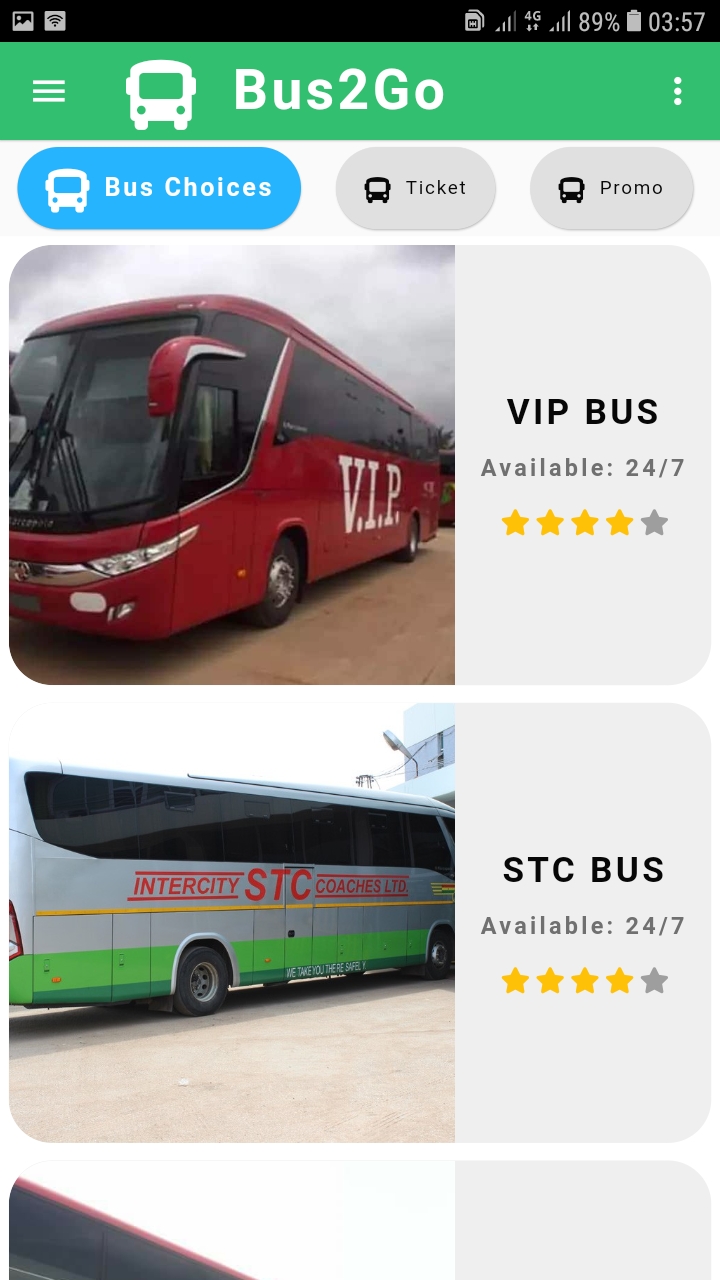 4G 89% 03:57
Bus2Go
Bus Choices Ticket Promo
V.I.P.
VIP BUS
Available: 24/7
INTERCITY STC COACHES LTD.
WE TAKE YOU THERE SAFELY
STC BUS
Available: 24/7